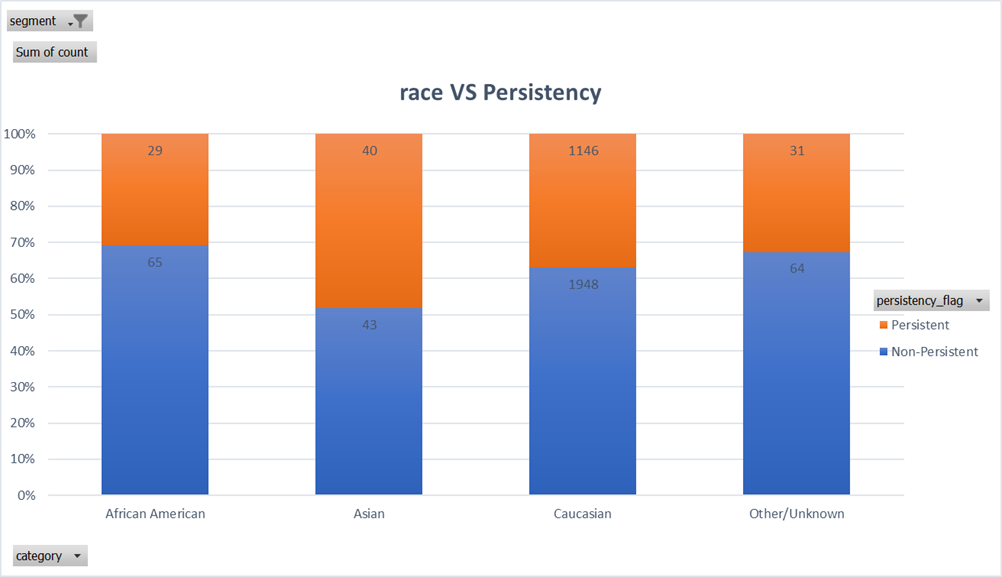 segment
Sum of count
race VS Persistency
100%
90%
80%
70%
60%
50%
40%
30%
20%
10%
0%
29
40
1146
31
65
43
1948
64
African American
Asian
Caucasian
Other/Unknown
persistency_flag
Persistent
Non-Persistent
category